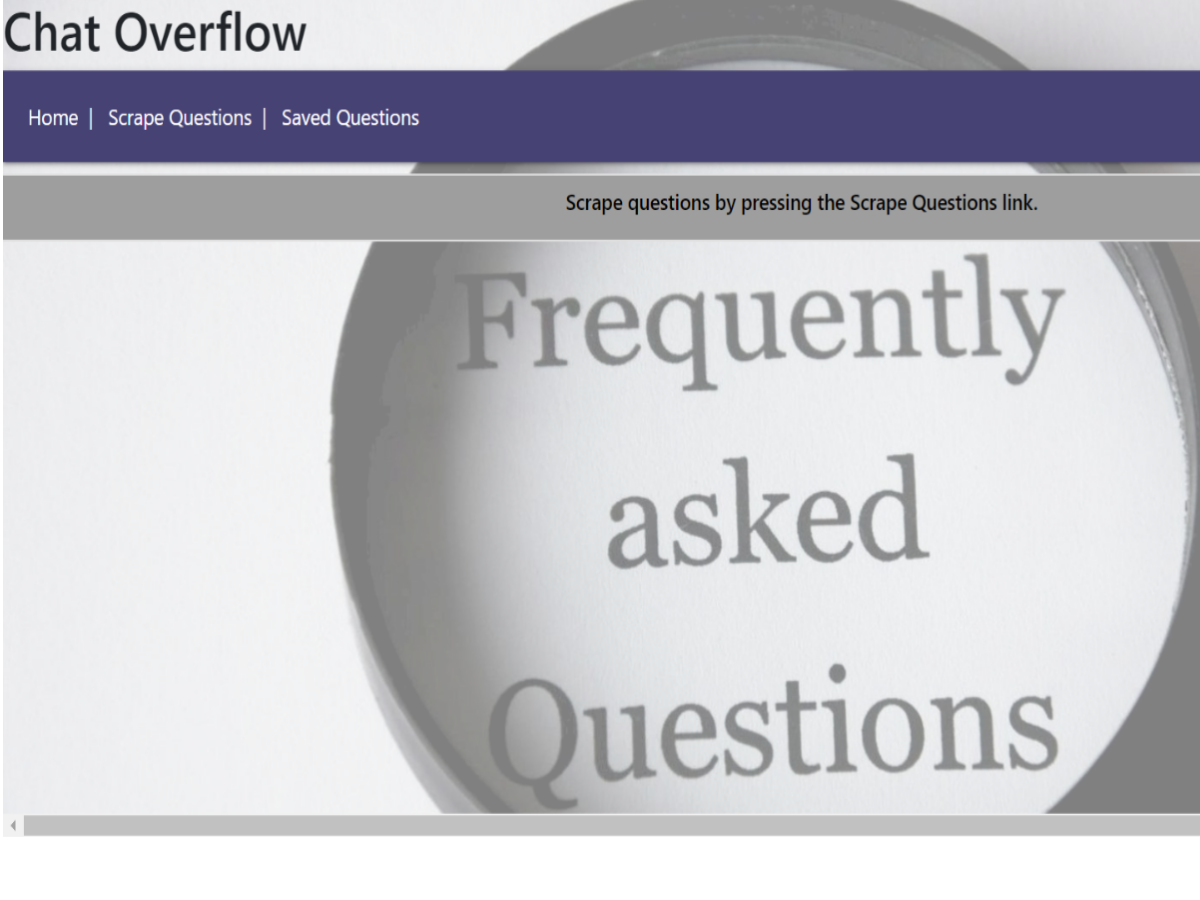 Chat Overflow
Home | Scrape Questions | Saved Questions
Scrape questions by pressing the Scrape Questions link.
Frequently
asked
Questions